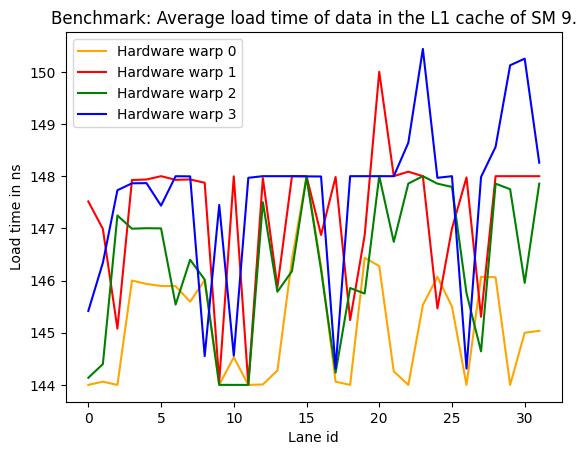 Benchmark: Average load time of data in the L1 cache of SM 9.
Hardware warp 0
Hardware warp 1
Hardware warp 2
Hardware warp 3
Load time in ns
150
149
148
147
146
145
144
0 5 10 15 20 25 30
Lane id